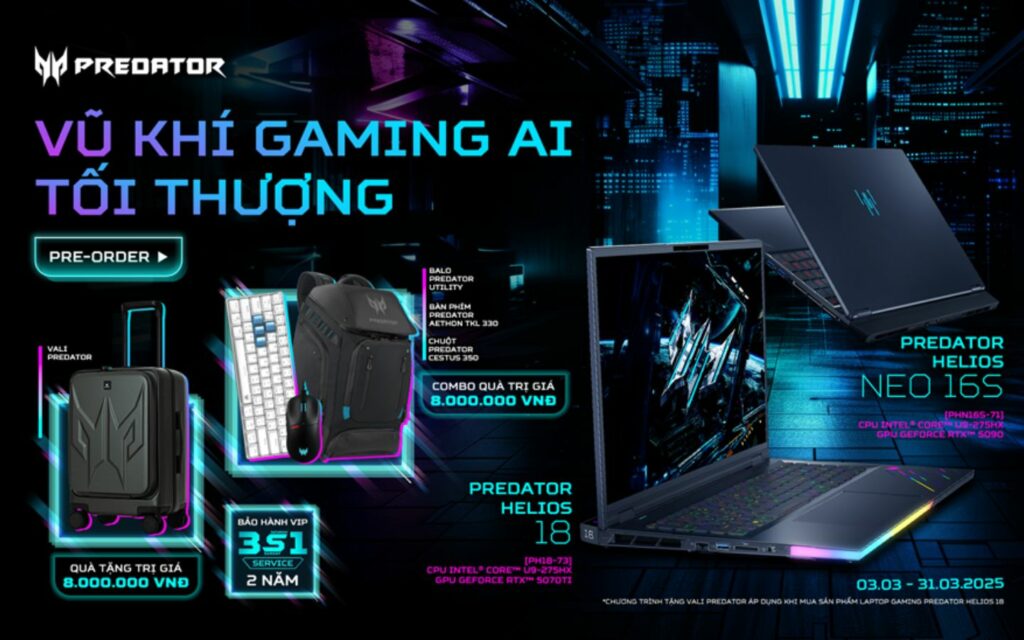 PREDATOR
VŨ KHÍ GAMING AI
TỐI THƯỢNG
PRE-ORDER
VALI
PREDATOR
BALO
PREDATOR
UTILITY
BÀN PHÍM
PREDATOR
AETHON TKL 330
CHUỘT
PREDATOR
CESTUS 350
PREDATOR
COMBO QUÀ TRỊ GIÁ
8.000.000 VNĐ
QUÀ TẶNG TRỊ GIÁ
8.000.000 VNĐ
BẢO HÀNH VIP
3S1
SERVICE
2 NĂM
PREDATOR
HELIOS
NEO 16S
[PHN16S-71]
CPU INTEL® CORE™ U9-275HX
GPU GEFORCE RTX™ 5090
PREDATOR
HELIOS
18
[PH18-73]
CPU INTEL® CORE™ U9-275HX
GPU GEFORCE RTX™ 5070TI
18
03.03 - 31.03.2025
*CHƯƠNG TRÌNH TẶNG VALI PREDATOR ÁP DỤNG KHI MUA SẢN PHẨM LAPTOP GAMING PREDATOR HELIOS 18